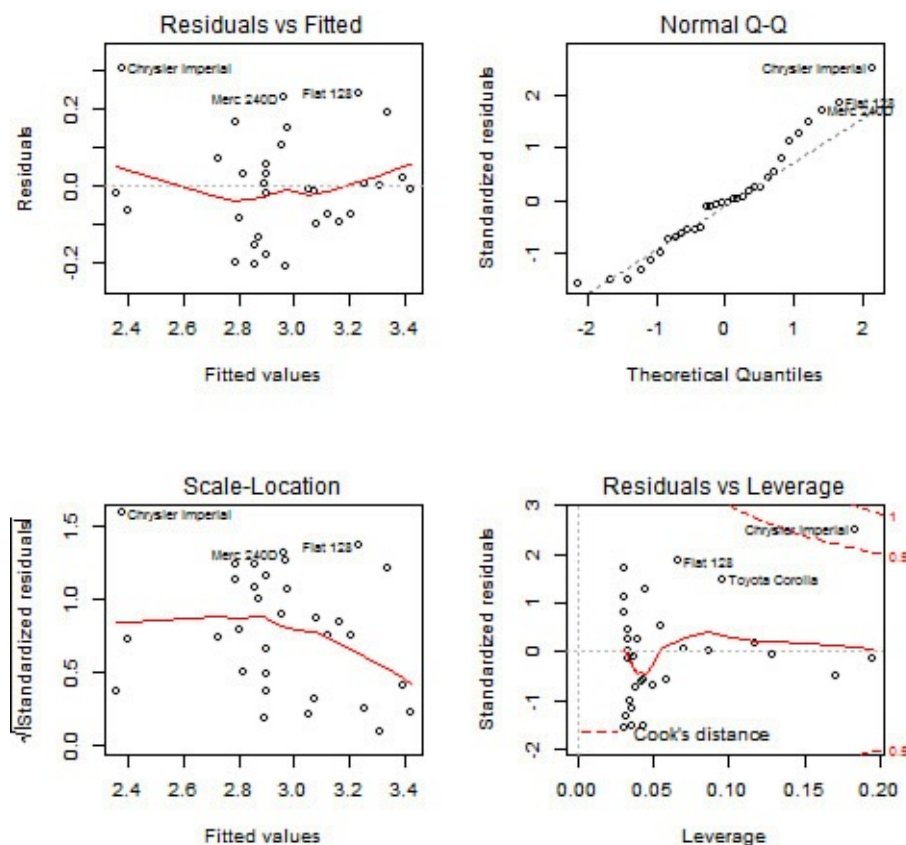 Residuals vs Fitted
Residuals
0.2
0.0
-0.2
Chrysler Imperial
Merc 240D
Fiat 128
2.4 2.6 2.8 3.0 3.2 3.4
Fitted values
Normal Q-Q
Standardized residuals
2
1
0
-1
Chrysler Imperial
Fiat 128
Merc 240D
-2 -1 0 1 2
Theoretical Quantiles
Scale-Location
√|Standardized residuals
1.5
1.0
0.5
0.0
Chrysler Imperial
Merc 240D
Fiat 128
2.4 2.6 2.8 3.0 3.2 3.4
Fitted values
Residuals vs Leverage
Standardized residuals
3
2
1
0
-1
-2
Chrysler Imperial
Fiat 128
Toyota Corolla
Cook's distance
1
0.5
0.5
0.00 0.05 0.10 0.15 0.20
Leverage